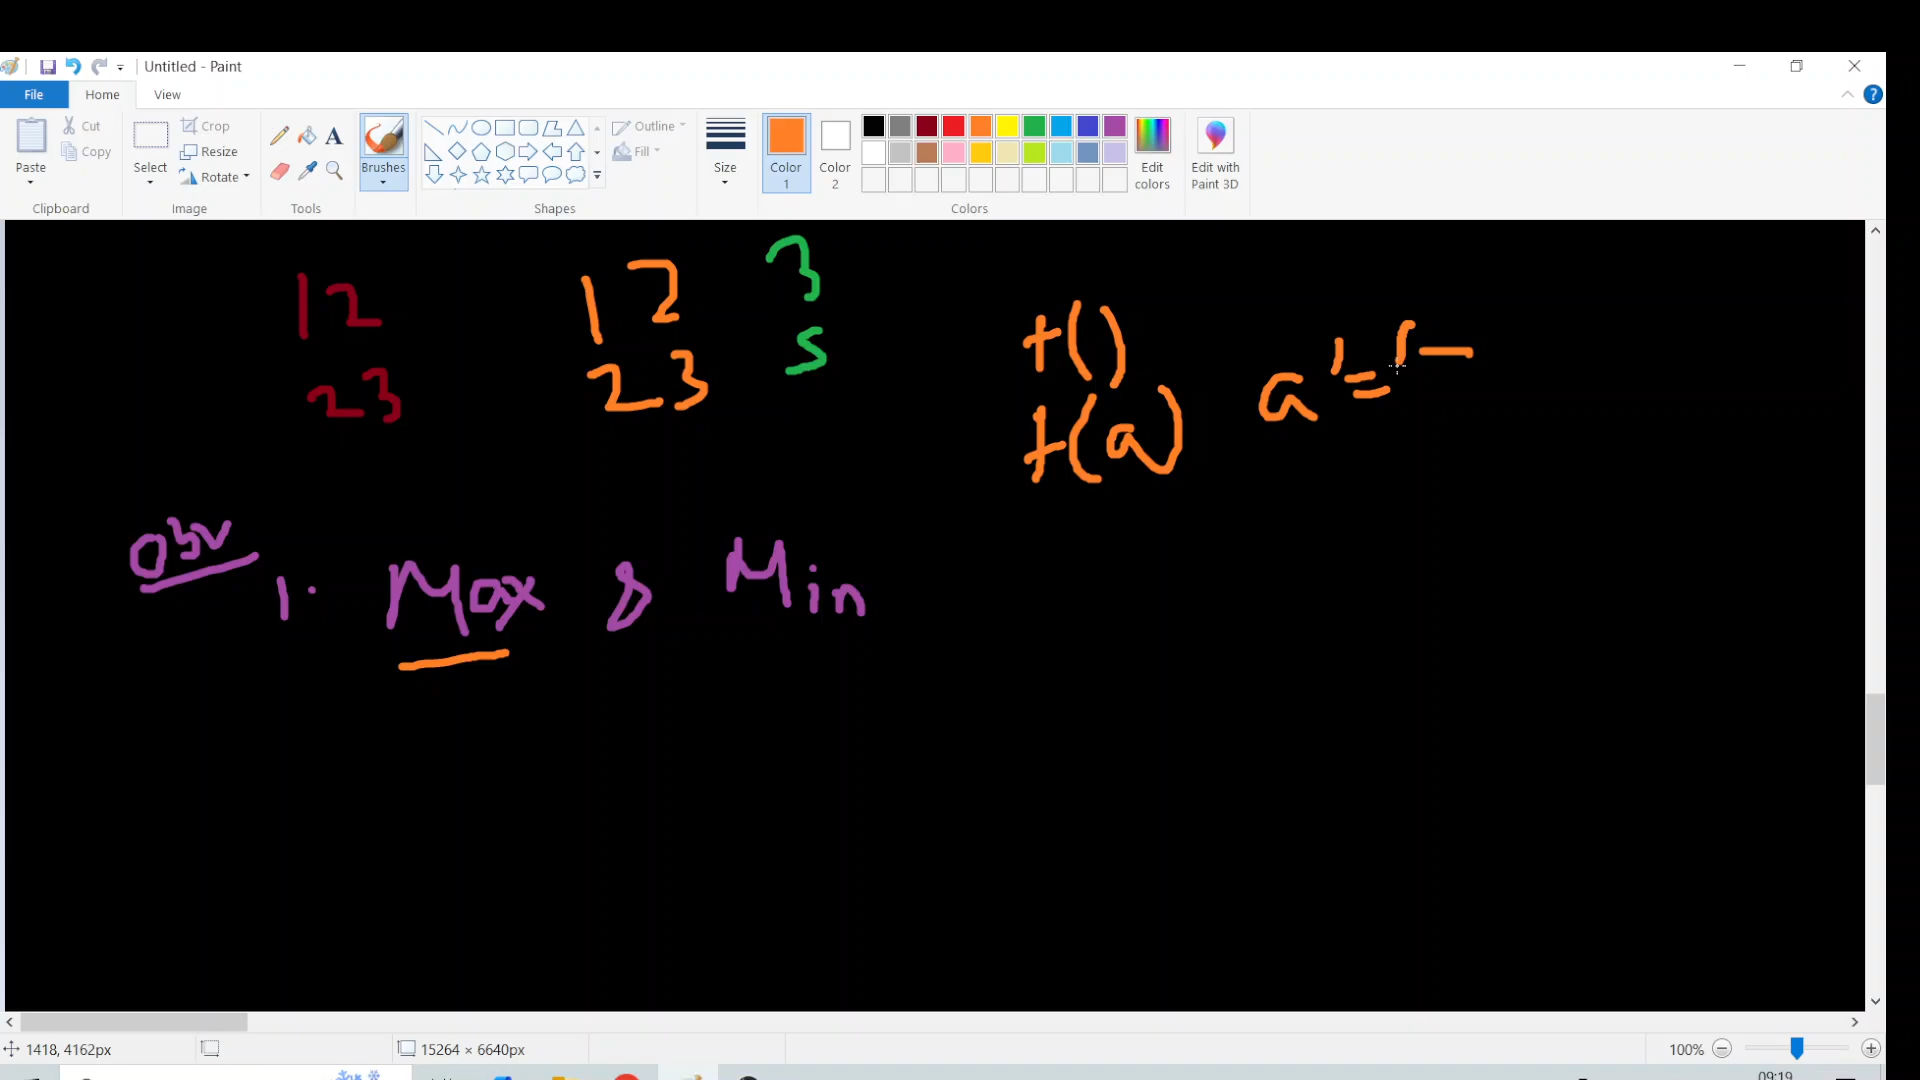 Untitled - Paint
File Home View
Paste Cut Copy Clipboard
Select Crop Resize Rotate Image
Tools
Brushes
Shapes Outline Fill
Size
Color 1 Color 2
Edit colors Colors
Edit with Paint 3D
12 12 3
23 23 5
f()
f(a) a'=
Obv
1. Max & Min
1418, 4162px 15264 × 6640px 100%
09:19